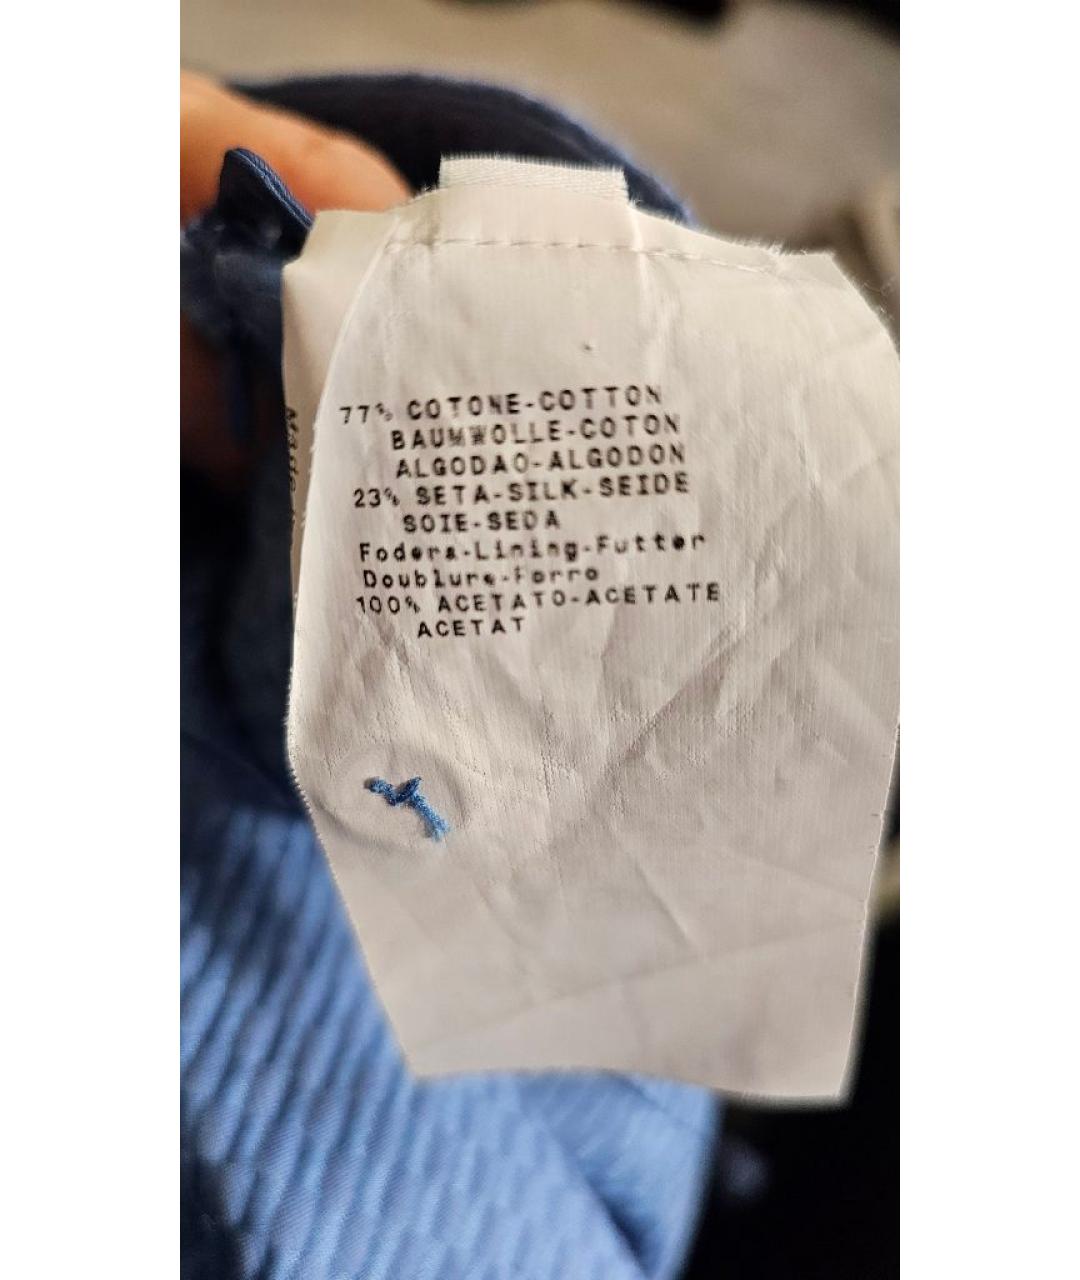 77% COTONE-COTTON
BAUMWOLLE-COTON
ALGODAO-ALGODON
23% SETA-SILK-SEIDE
SOIE-SEDA
Fodera-Lining-Futter
Doublure-Forro
100% ACETATO-ACETATE
ACETAT
Made